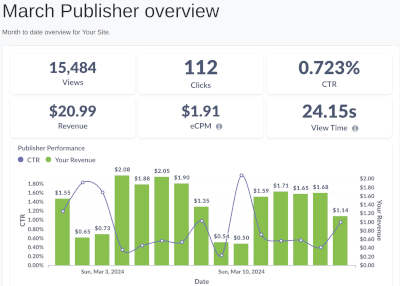 March Publisher overview
Month to date overview for Your Site.
15,484
Views
112
Clicks
0.723%
CTR
$20.99
Revenue
$1.91
eCPM
24.15s
View Time
Publisher Performance
CTR Your Revenue
$2.08
$2.05
$1.88 $1.90
$1.55 $1.59 $1.71 $1.65 $1.68
$1.35
$1.14
$0.65 $0.73
$0.54 $0.50
CTR
1.80%
1.60%
1.40%
1.20%
1.00%
0.80%
0.60%
0.40%
0.20%
0.00%
$2.00
$1.80
$1.60
$1.40
$1.20
$1.00
$0.80
$0.60
$0.40
$0.20
$0.00
Your Revenue
Sun, Mar 3, 2024 Sun, Mar 10, 2024
Date